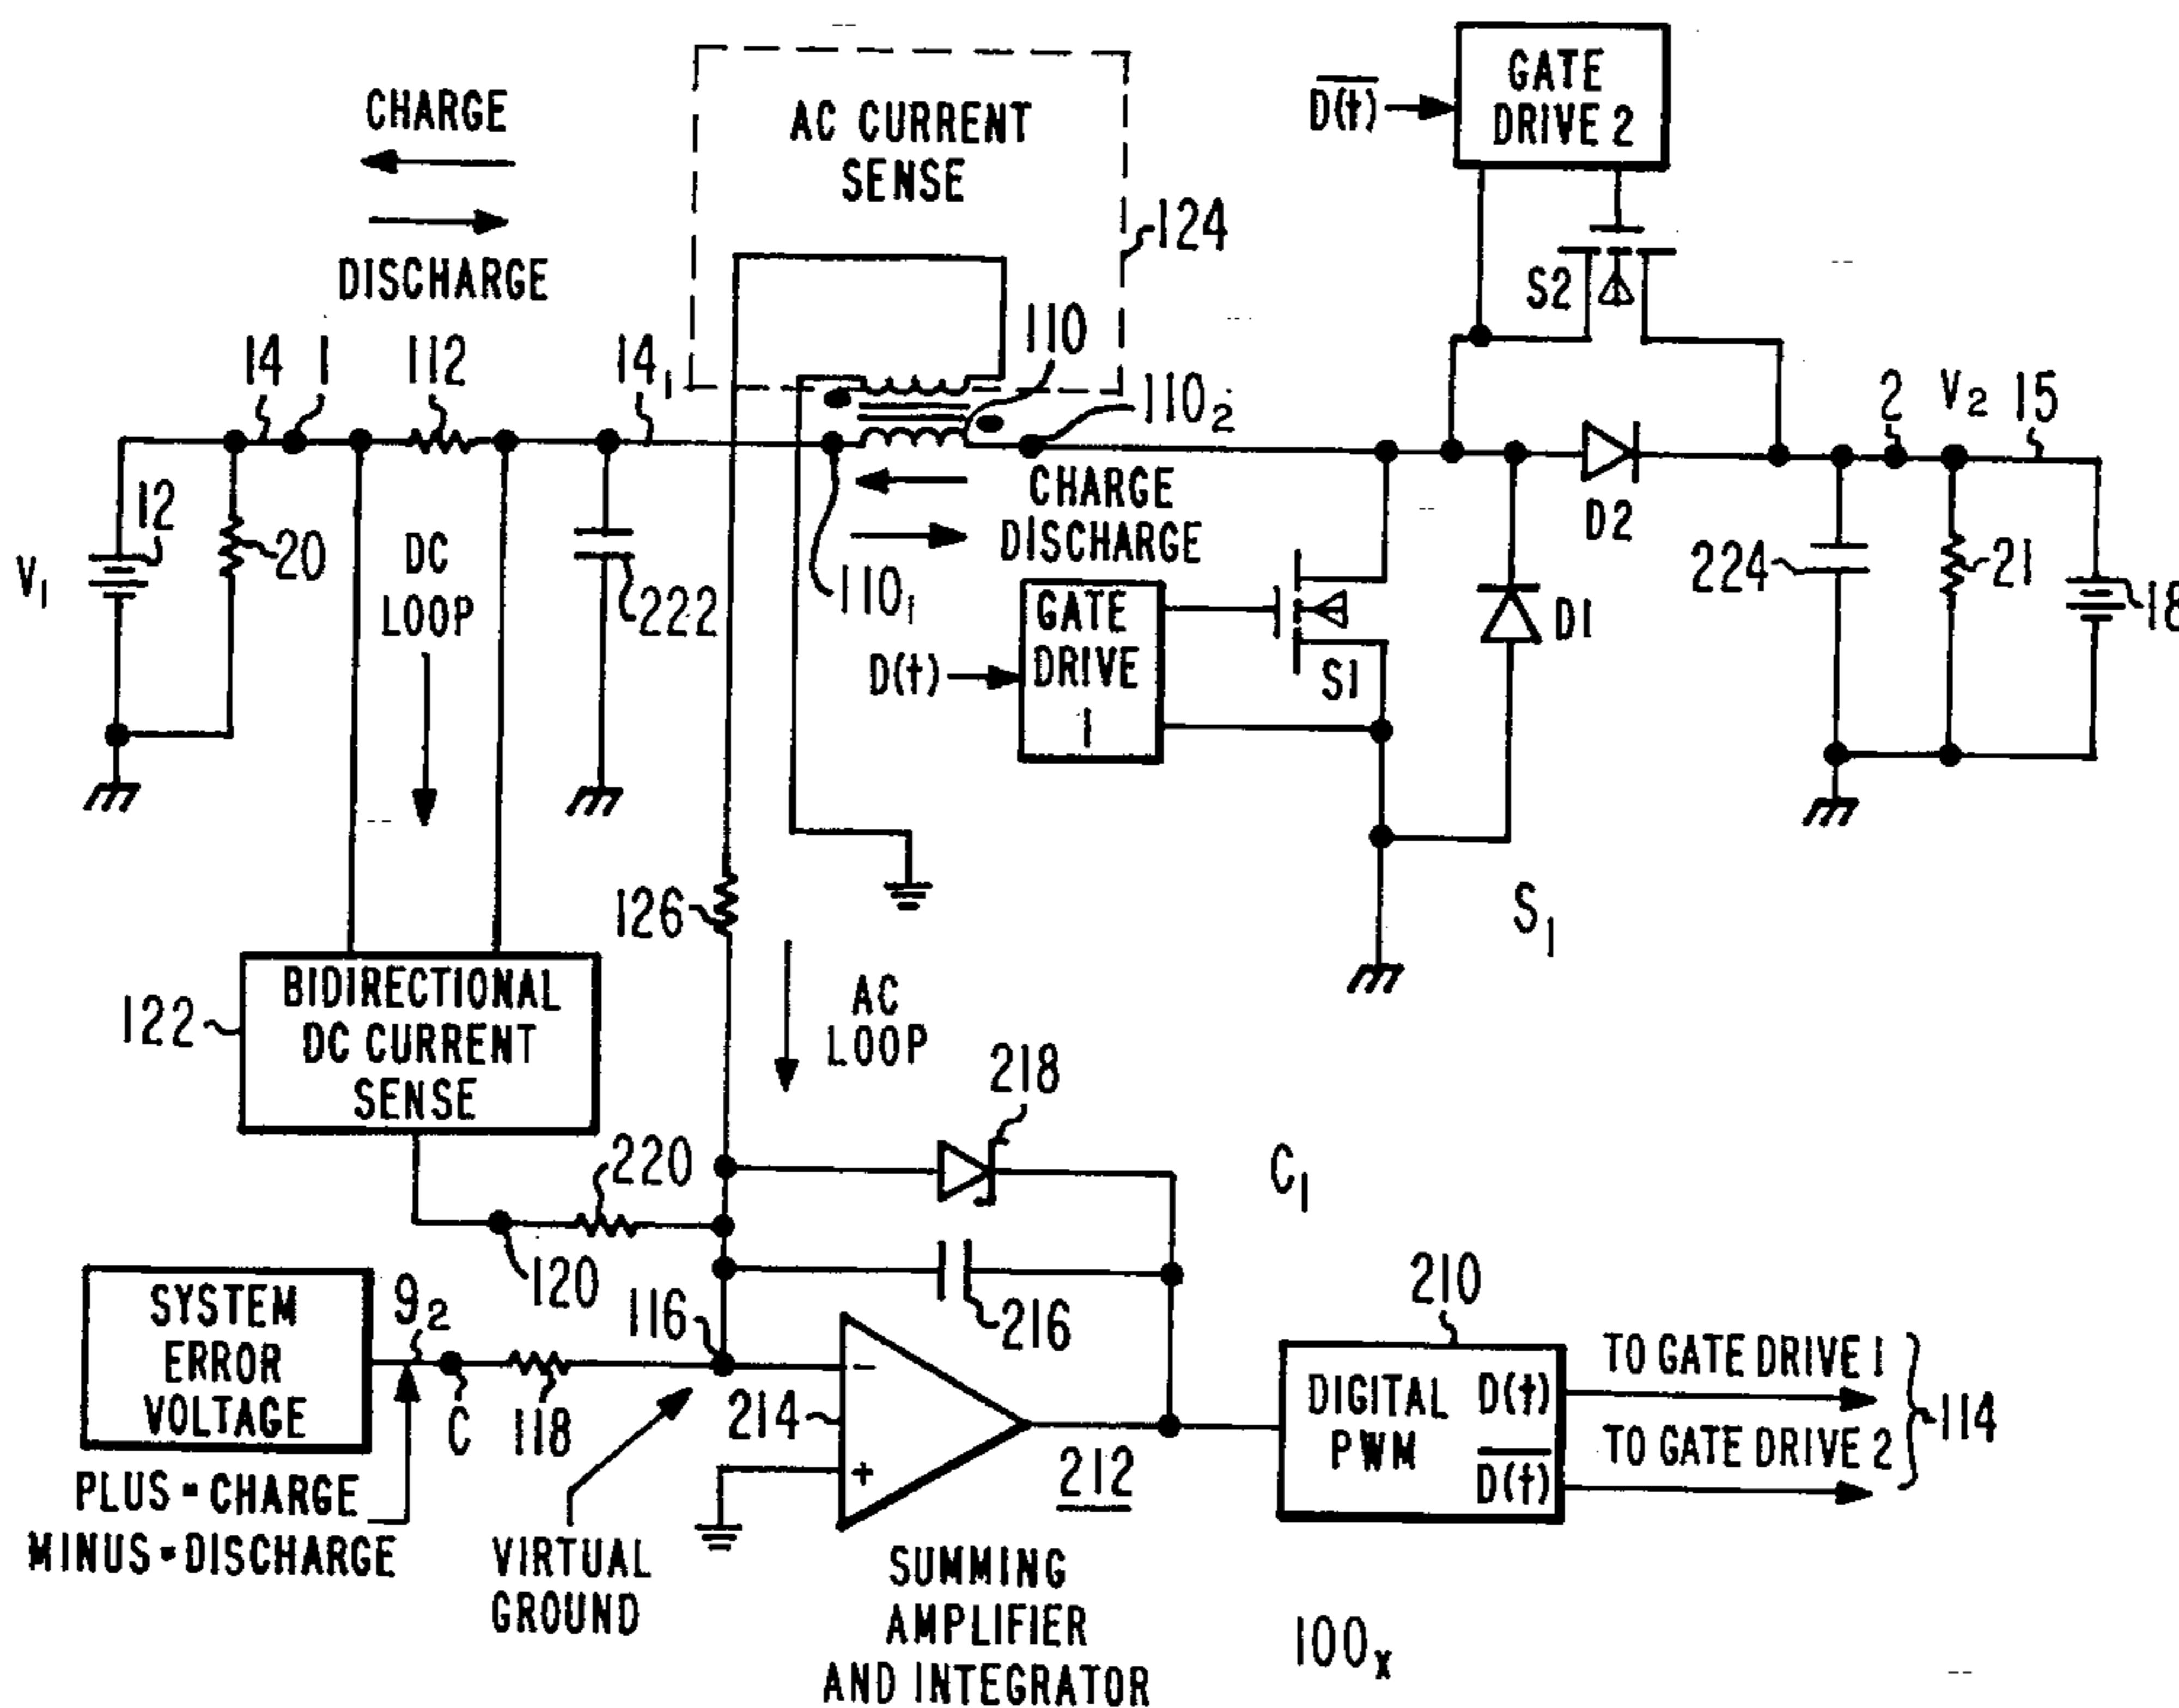 CHARGE
DISCHARGE
AC CURRENT
SENSE
124
D(t)
GATE
DRIVE 2
S2
14
1
112
14₁
110
110₂
2
V₂
15
V₁
12
20
DC
LOOP
222
110₁
CHARGE
DISCHARGE
D2
D1
224
21
18
D(t)
GATE
DRIVE
1
S1
126
S₁
122
BIDIRECTIONAL
DC CURRENT
SENSE
AC
LOOP
218
C₁
220
120
216
SYSTEM
ERROR
VOLTAGE
9₂
C
118
116
214
-
+
212
210
DIGITAL
PWM
D(t)
D(t)
TO GATE DRIVE 1
TO GATE DRIVE 2
114
PLUS=CHARGE
MINUS=DISCHARGE
VIRTUAL
GROUND
SUMMING
AMPLIFIER
AND INTEGRATOR
100ₓ